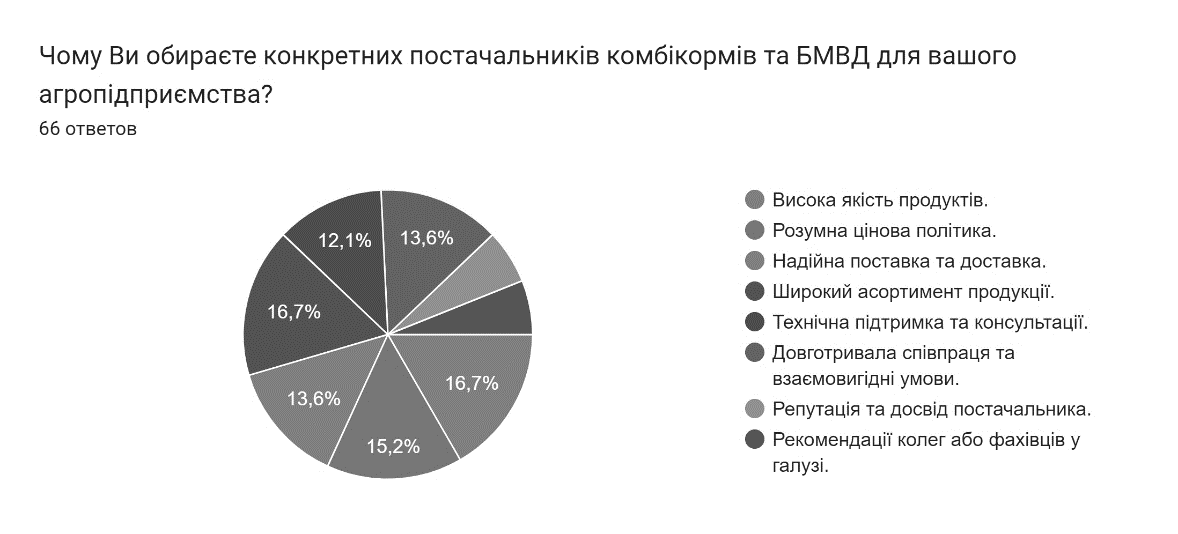 Чому Ви обираєте конкретних постачальників комбікормів та БМВД для вашого
агропідприємства?
66 ответов
12,1%
13,6%
16,7%
16,7%
13,6%
15,2%
Висока якість продуктів.
Розумна цінова політика.
Надійна поставка та доставка.
Широкий асортимент продукції.
Технічна підтримка та консультації.
Довготривала співпраця та
взаємовигідні умови.
Репутація та досвід постачальника.
Рекомендації колег або фахівців у
галузі.